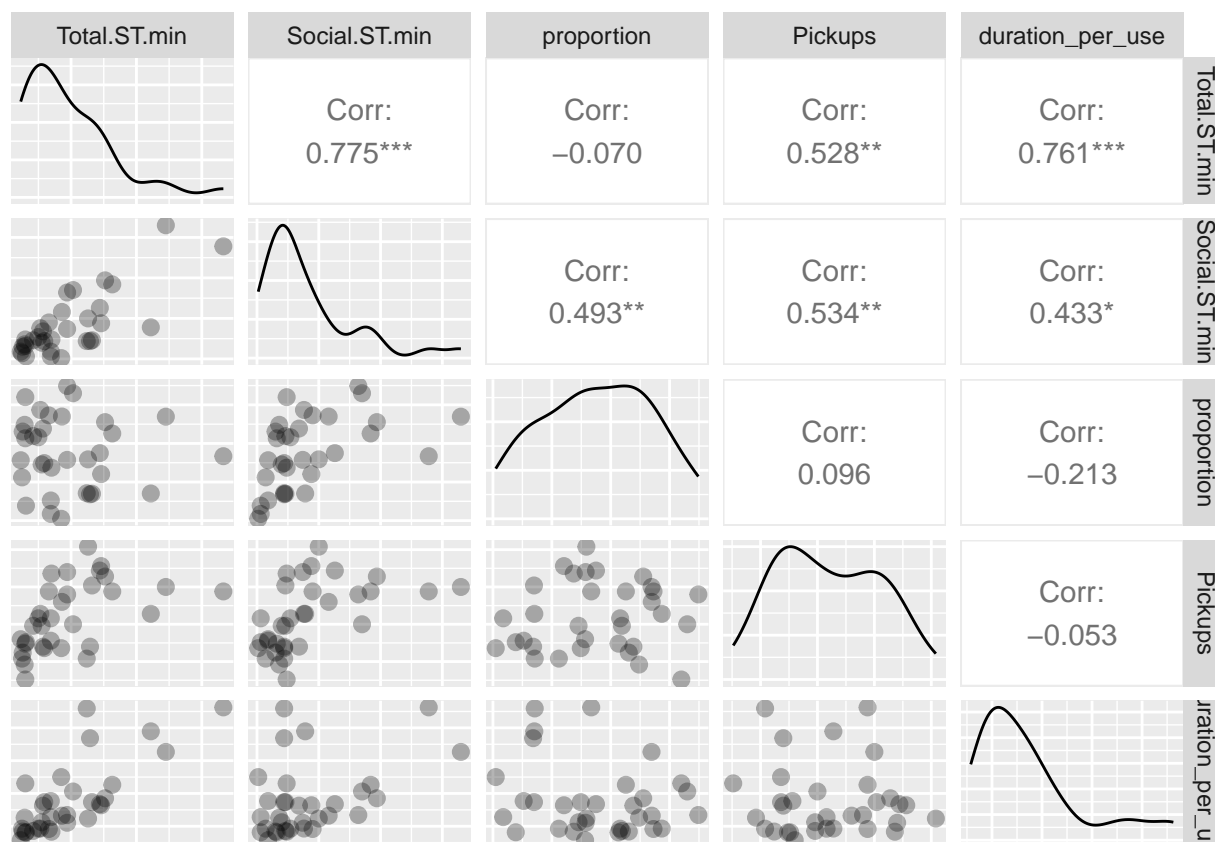 Total.ST.min Social.ST.min proportion Pickups duration_per_use
Corr: Corr: Corr: Corr:
0.775*** −0.070 0.528** 0.761***
Total.ST.min
Corr: Corr: Corr:
0.493** 0.534** 0.433*
Social.ST.min
Corr: Corr:
0.096 −0.213
proportion
Corr:
−0.053
Pickups
uration_per_u